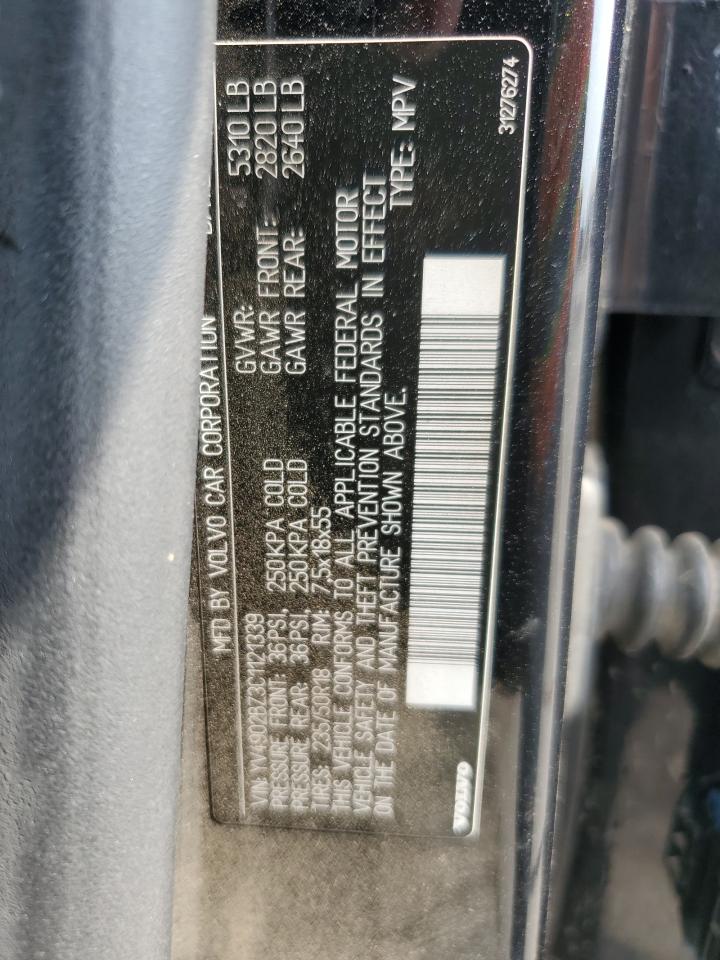 MFD BY VOLVO CAR CORPORATION
VIN: YV4902BZ3C1121339
GVWR: 5310 LB
PRESSURE FRONT: 36PSI, 250KPA COLD GAWR FRONT: 2820 LB
PRESSURE REAR: 36PSI, 250KPA COLD GAWR REAR: 2640 LB
TIRES: 235/50R18 RIM: 7,5x18x55
THIS VEHICLE CONFORMS TO ALL APPLICABLE FEDERAL MOTOR
VEHICLE SAFETY AND THEFT PREVENTION STANDARDS IN EFFECT
ON THE DATE OF MANUFACTURE SHOWN ABOVE. TYPE: MPV
VOLVO
31276274